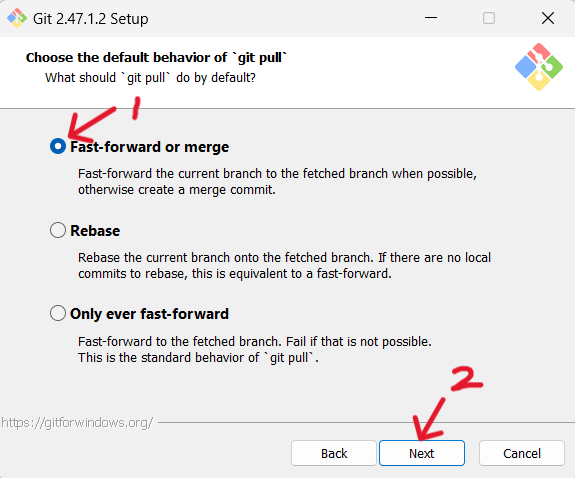 Git 2.47.1.2 Setup
Choose the default behavior of `git pull`
What should `git pull` do by default?
1
Fast-forward or merge
Fast-forward the current branch to the fetched branch when possible,
otherwise create a merge commit.
Rebase
Rebase the current branch onto the fetched branch. If there are no local
commits to rebase, this is equivalent to a fast-forward.
Only ever fast-forward
Fast-forward to the fetched branch. Fail if that is not possible.
This is the standard behavior of `git pull`.
2
https://gitforwindows.org/
Back Next Cancel